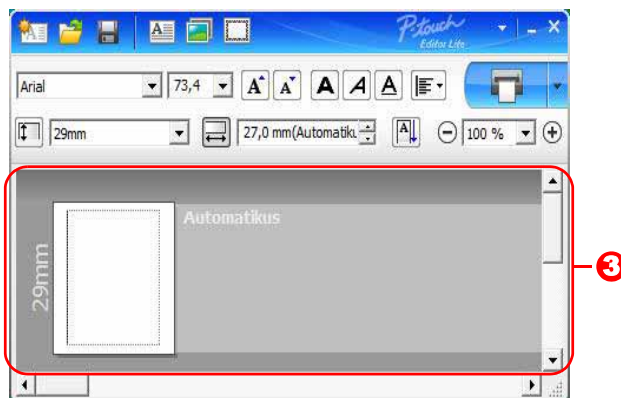 P-touch
Editor Lite
Arial 73,4 A A A A A
29mm 27,0 mm(Automatiku A 100 %
Automatikus
29mm
3